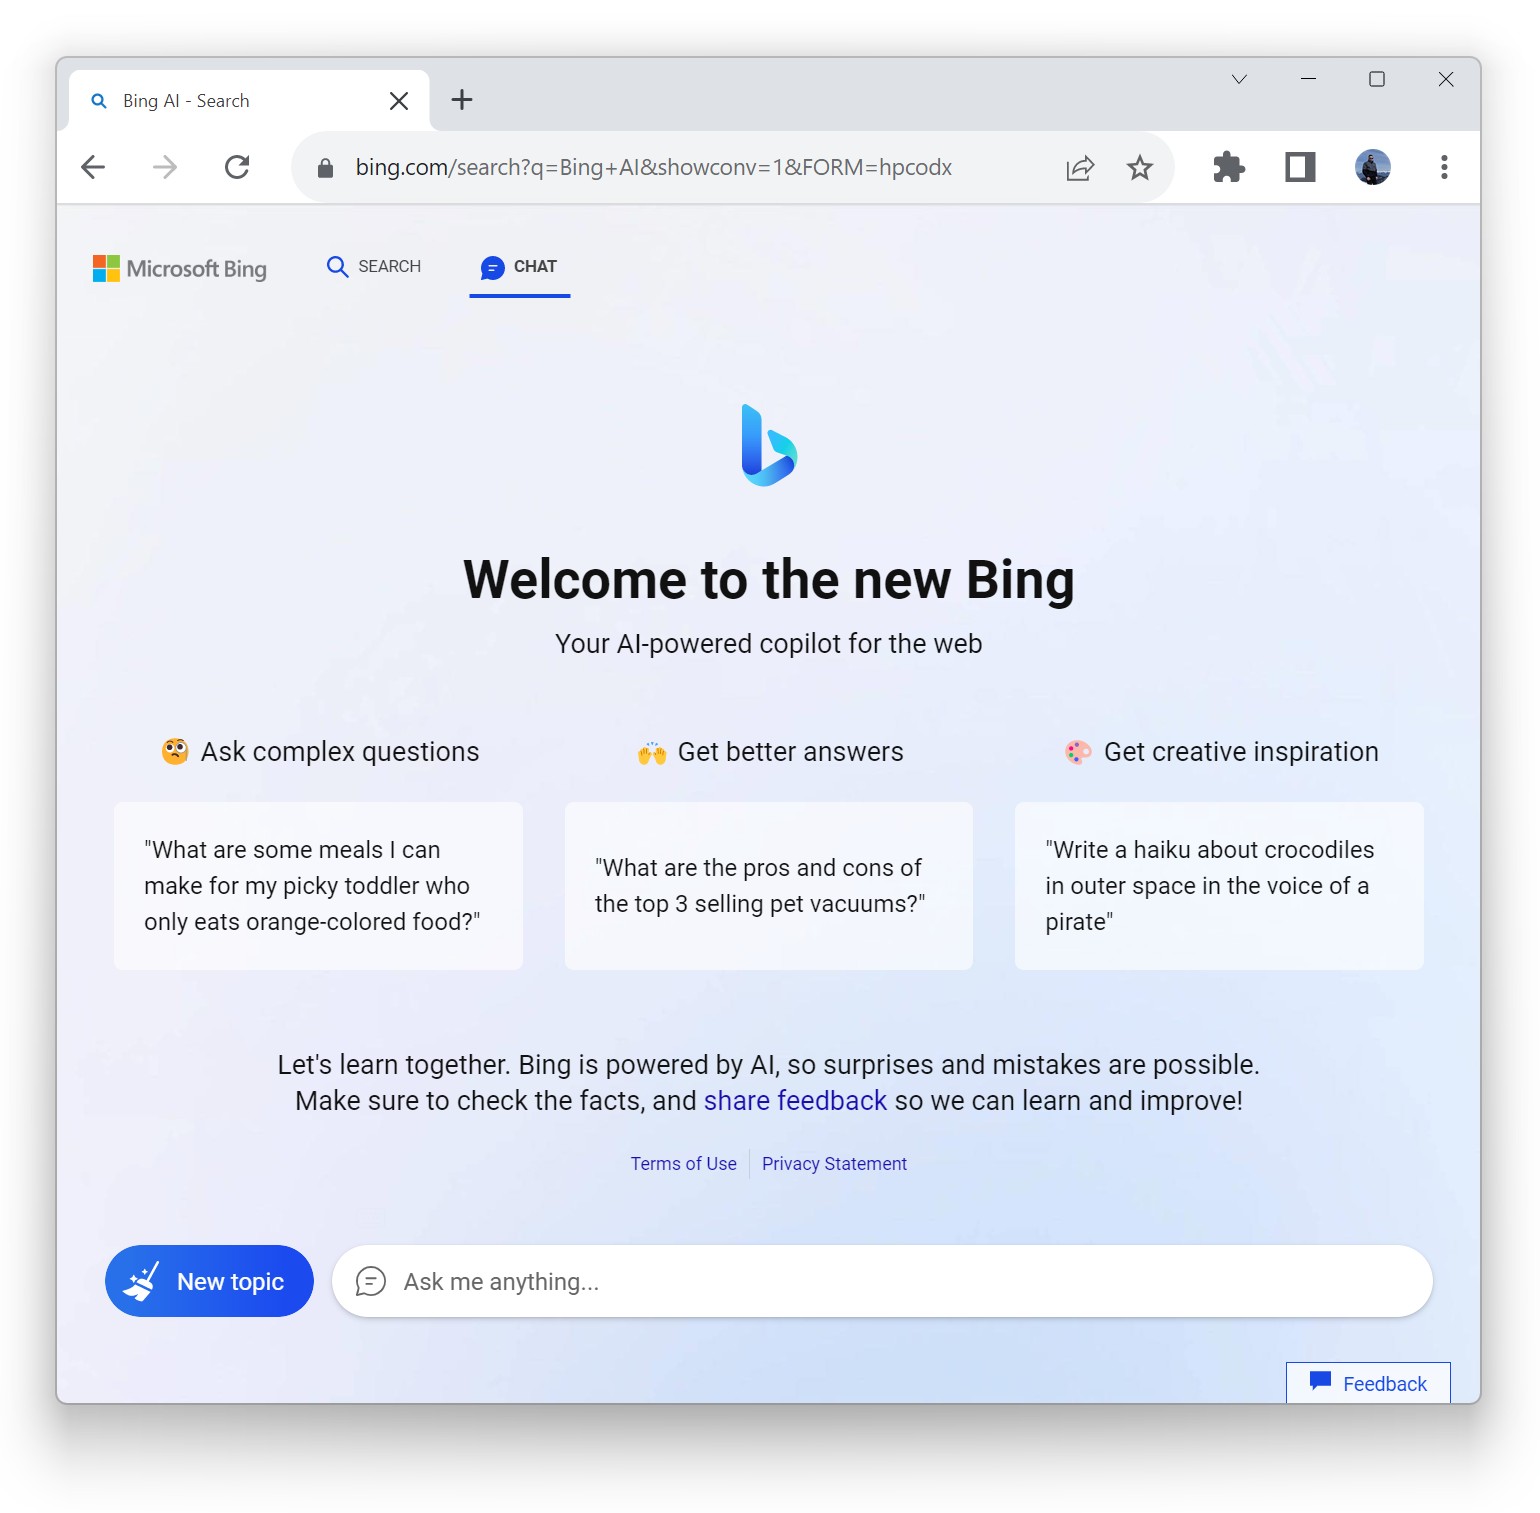 Bing AI - Search
bing.com/search?q=Bing+AI&showconv=1&FORM=hpcodx
Microsoft Bing
SEARCH
CHAT
Welcome to the new Bing
Your AI-powered copilot for the web
Ask complex questions
"What are some meals I can
make for my picky toddler who
only eats orange-colored food?"
Get better answers
"What are the pros and cons of
the top 3 selling pet vacuums?"
Get creative inspiration
"Write a haiku about crocodiles
in outer space in the voice of a
pirate"
Let's learn together. Bing is powered by AI, so surprises and mistakes are possible.
Make sure to check the facts, and share feedback so we can learn and improve!
Terms of Use
Privacy Statement
New topic
Ask me anything...
Feedback